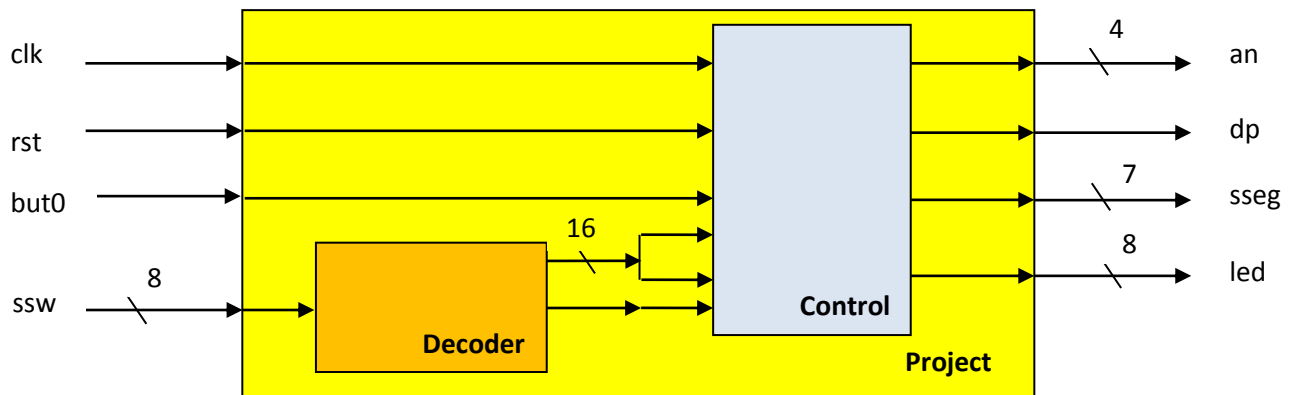 clk
rst
but0
ssw
8
16
Decoder
Control
Project
4
an
dp
7
sseg
8
led